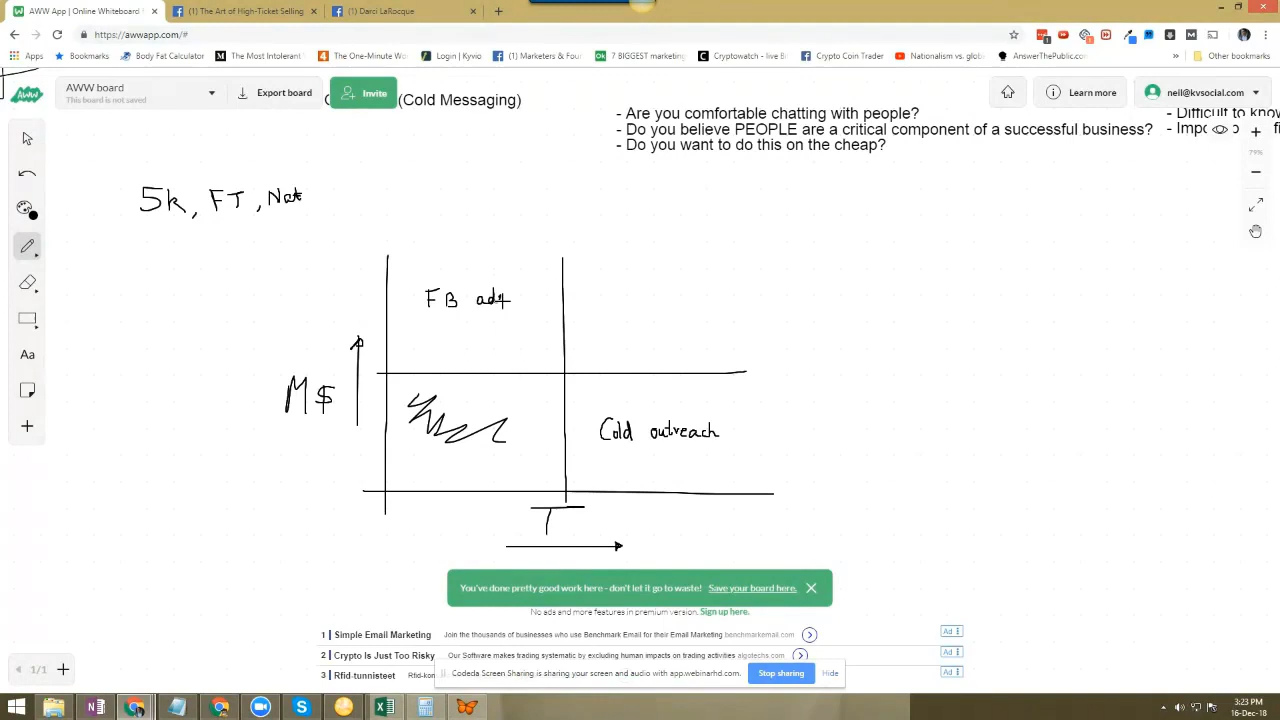 AWW App | Online Whiteboard
(1) The Art of High-Ticket Selling
Darci LaRocque
https://awwapp.com/#
Apps
Bookmarks
Body Fat Calculator
The Most Intolerant
The One-Minute Wor
Login | Kyvio
(1) Marketers & Four
7 BIGGEST marketing
Cryptowatch - live B
Crypto Coin Trader
Nationalism vs. glob
AnswerThePublic.com
Other bookmarks
AWW board
This board is not saved
Export board
Invite
(Cold Messaging)
Learn more
neil@kvsocial.com
- Are you comfortable chatting with people?
- Do you believe PEOPLE are a critical component of a successful business?
- Do you want to do this on the cheap?
- Difficult to know
79%
5k, FT, Net
FB ads
M $
Cold outreach
T
Aa
You've done pretty good work here - don't let it go to waste! Save your board here.
No ads and more features in premium version. Sign up here.
1 Simple Email Marketing Join the thousands of businesses who use Benchmark Email for their Email Marketing benchmarkemail.com Ad
2 Crypto Is Just Too Risky Our Software makes trading systematic by excluding human impacts on trading activities algotechs.com Ad
3 Rfid-tunnisteet Ad
Codeda Screen Sharing is sharing your screen and audio with app.webinarhd.com. Stop sharing Hide
1/1
3:23 PM
16-Dec-18